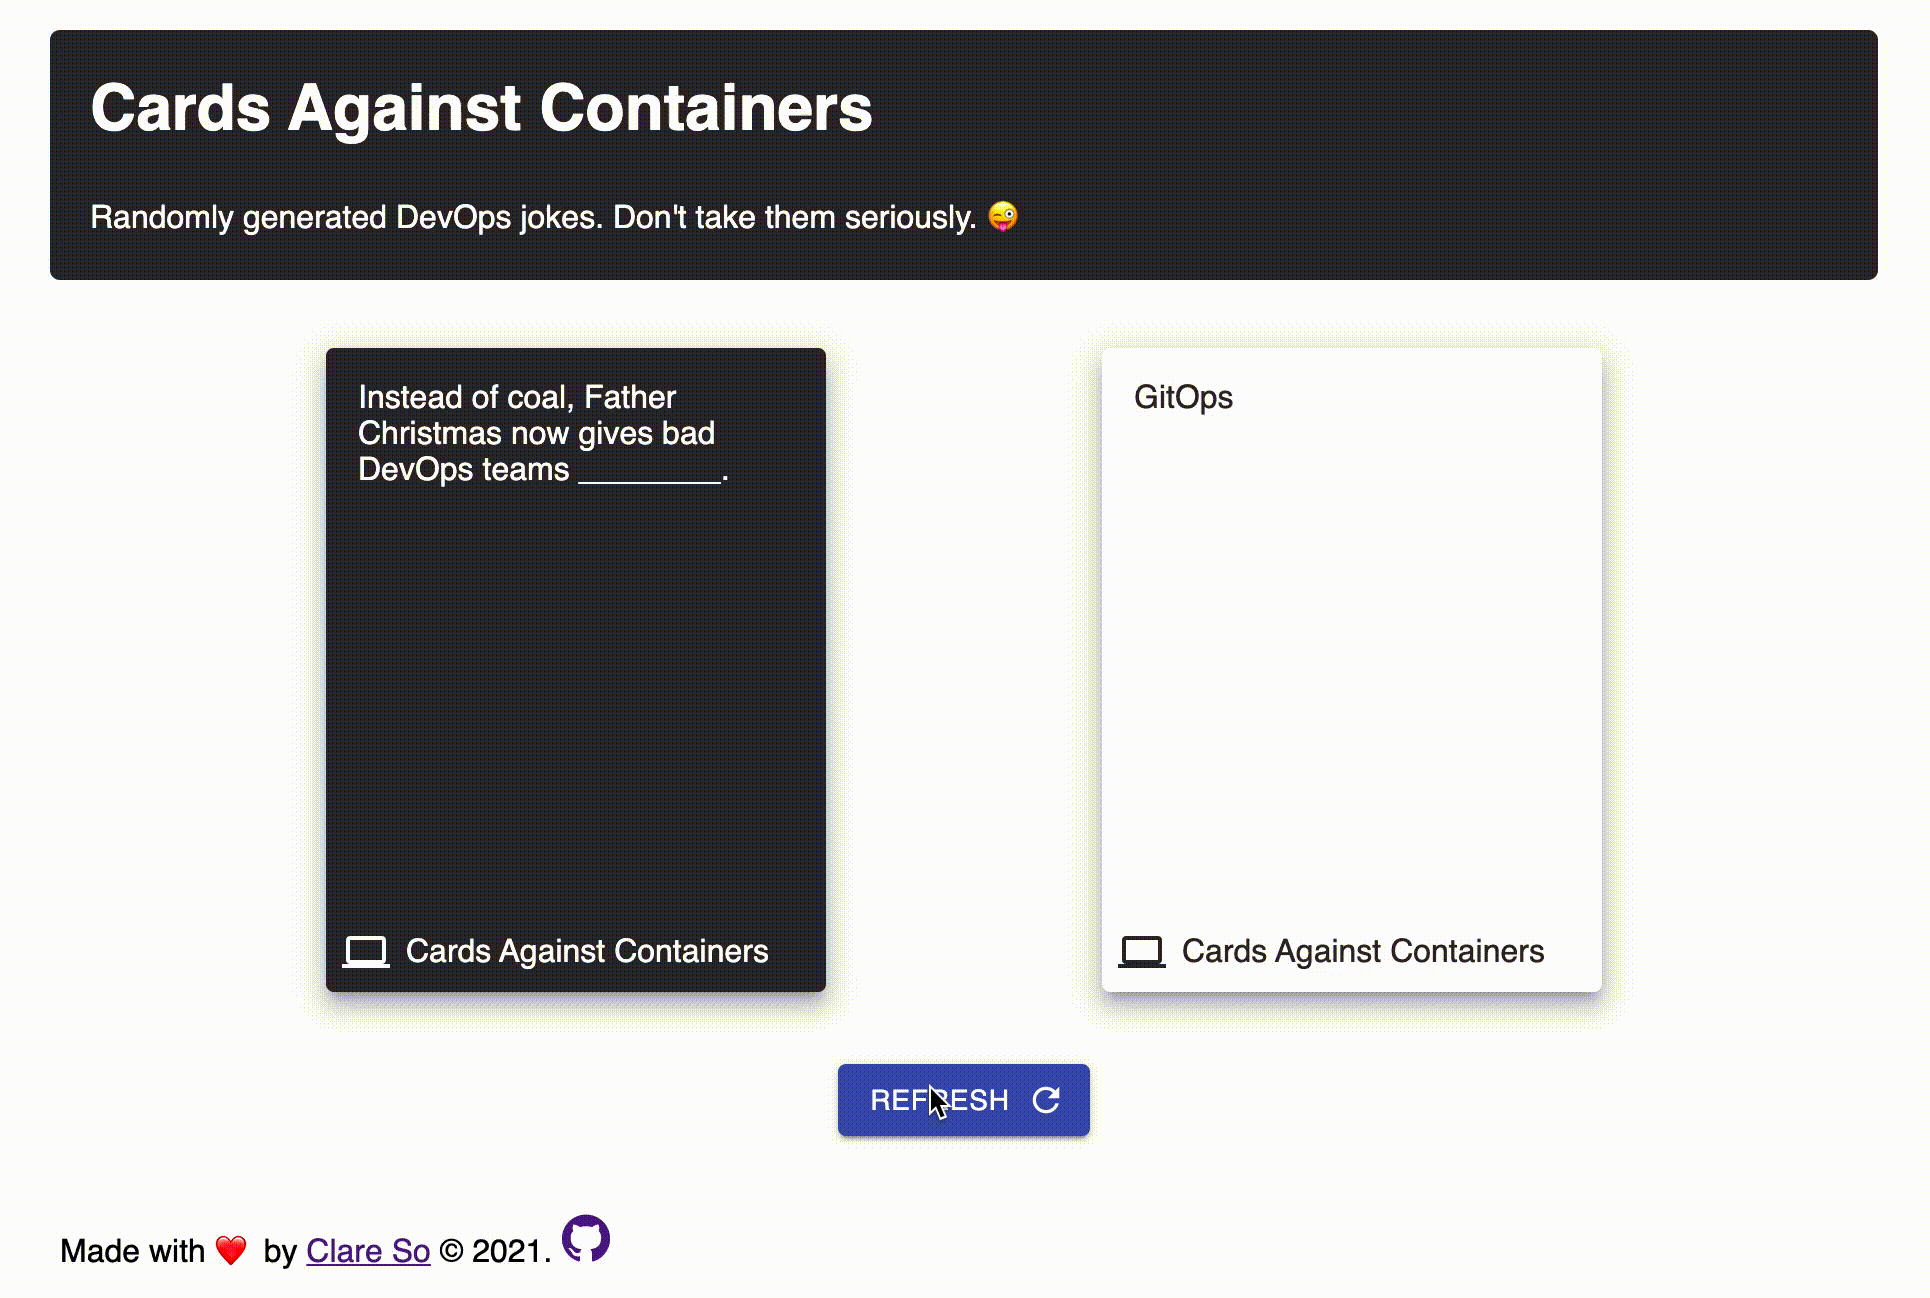 Cards Against Containers
Randomly generated DevOps jokes. Don't take them seriously. 😜
Instead of coal, Father
Christmas now gives bad
DevOps teams ________.
Cards Against Containers
GitOps
Cards Against Containers
REFRESH
Made with ❤️ by Clare So © 2021.